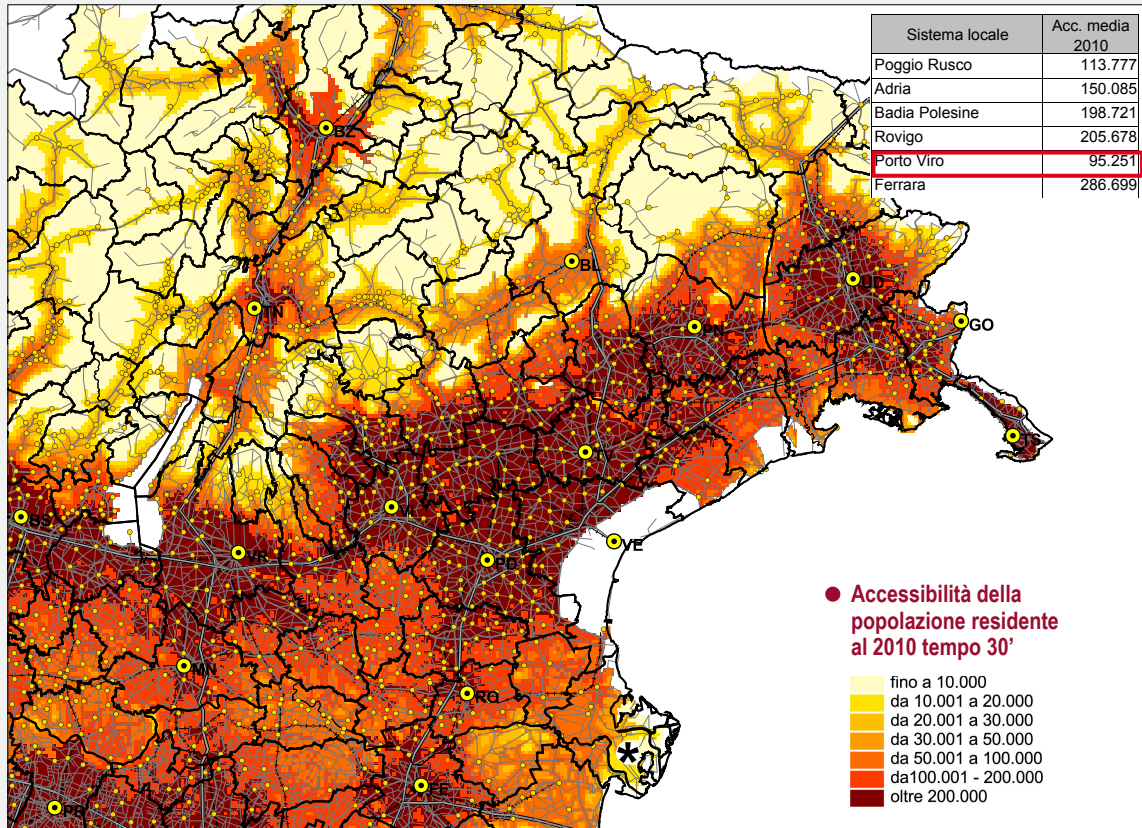 Sistema locale
Acc. media 2010
Poggio Rusco 113.777
Adria 150.085
Badia Polesine 198.721
Rovigo 205.678
Porto Viro 95.251
Ferrara 286.699
BZ
BL
UD
TN
PN
GO
TS
BS
VI
VR
PD
VE
MN
RO
*
FE
PR
● Accessibilità della
popolazione residente
al 2010 tempo 30’
fino a 10.000
da 10.001 a 20.000
da 20.001 a 30.000
da 30.001 a 50.000
da 50.001 a 100.000
da100.001 - 200.000
oltre 200.000